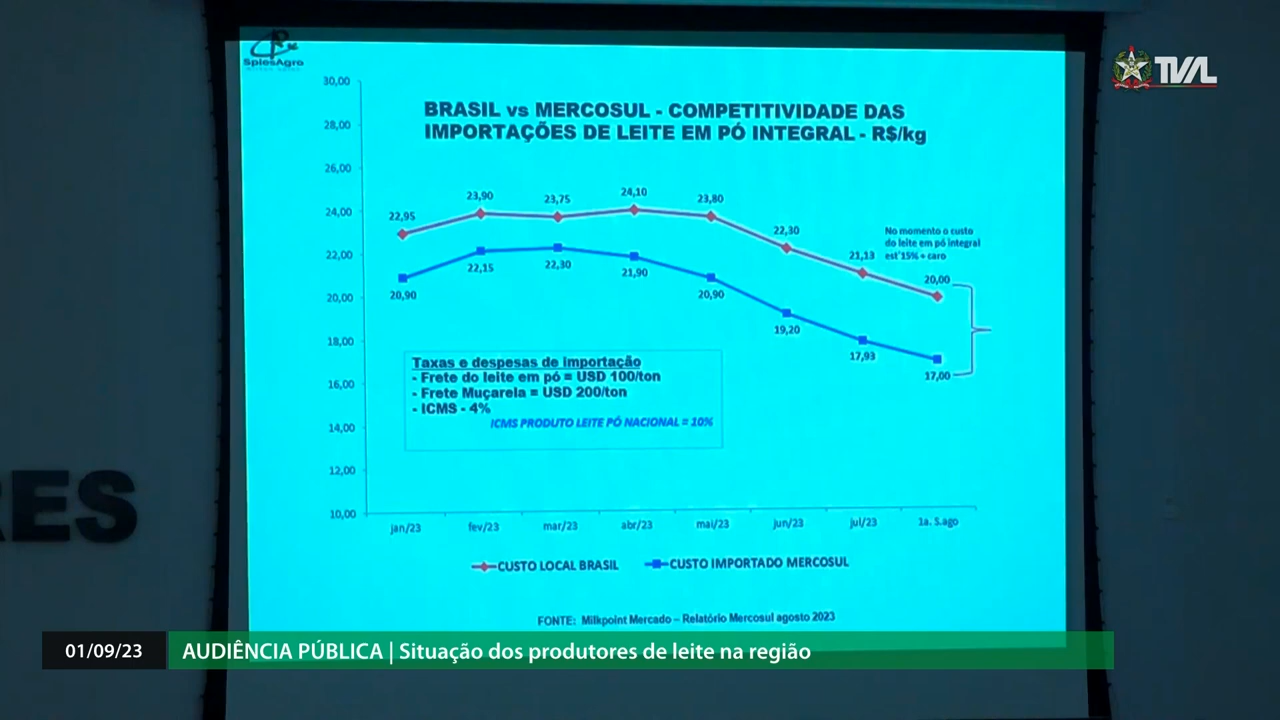 SpiesAgro
TVAL
30,00
BRASIL vs MERCOSUL - COMPETITIVIDADE DAS
IMPORTAÇÕES DE LEITE EM PÓ INTEGRAL - R$/kg
28,00
26,00
24,00
22,00
20,00
18,00
16,00
14,00
12,00
10,00
22,95
23,90
23,75
24,10
23,80
22,30
21,13
20,00
No momento o custo
do leite em pó integral
est´15% + caro
20,90
22,15
22,30
21,90
20,90
19,20
17,93
17,00
Taxas e despesas de importação
- Frete do leite em pó = USD 100/ton
- Frete Muçarela = USD 200/ton
- ICMS - 4%
ICMS PRODUTO LEITE PÓ NACIONAL = 10%
jan/23 fev/23 mar/23 abr/23 mai/23 jun/23 jul/23 1a. S.ago
CUSTO LOCAL BRASIL CUSTO IMPORTADO MERCOSUL
FONTE: Milkpoint Mercado – Relatório Mercosul agosto 2023
RES
01/09/23 AUDIÊNCIA PÚBLICA | Situação dos produtores de leite na região